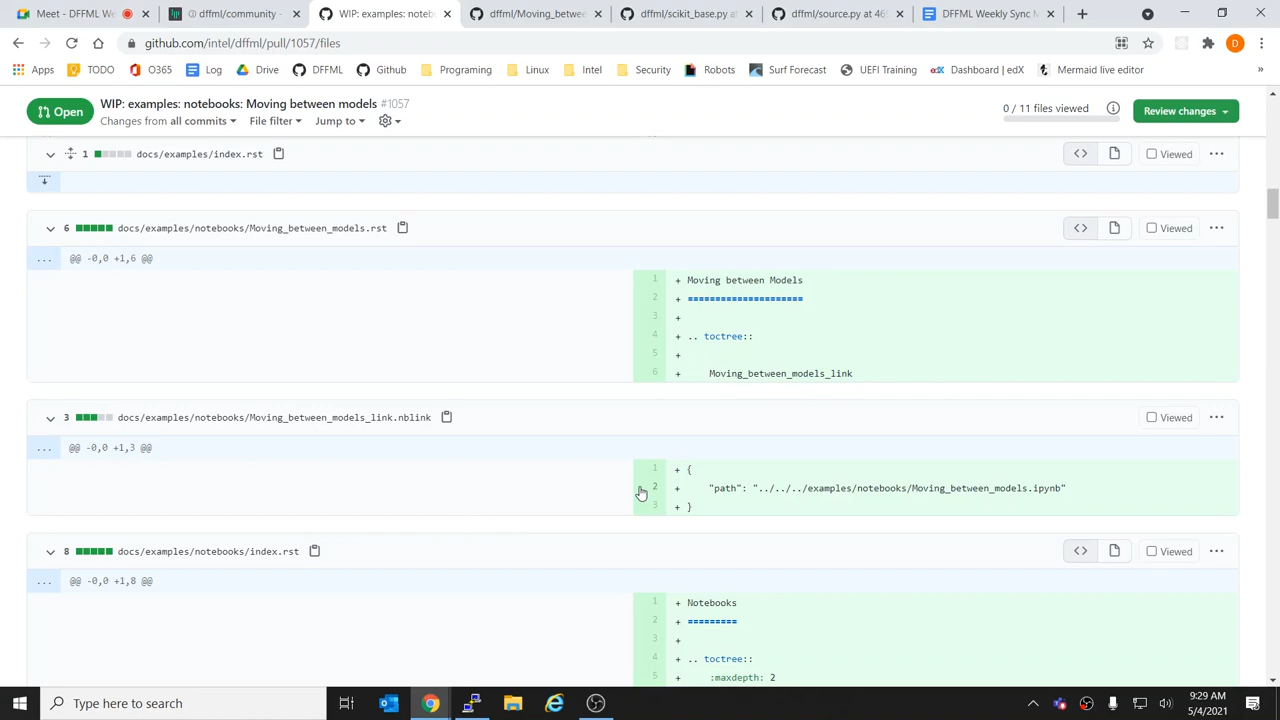 Meet - DFFML Weekly
dffml/community -
WIP: examples: notebo
dffml/Moving_betwee
dffml/scikit_base.py at
dffml/source.py at 46
DFFML Weekly Sync M
github.com/intel/dffml/pull/1057/files
Apps
TODO
O365
Log
Drive
DFFML
Github
Programing
Linux
Intel
Security
Robots
Surf Forecast
UEFI Training
edX
Dashboard | edX
Mermaid live editor
»
Open
WIP: examples: notebooks: Moving between models #1057
Changes from all commits
File filter
Jump to
0 / 11 files viewed
Review changes
1
docs/examples/index.rst
Viewed
6
docs/examples/notebooks/Moving_between_models.rst
Viewed
@@ -0,0 +1,6 @@
1 + Moving between Models
2 + =====================
3 +
4 + .. toctree::
5 +
6 + Moving_between_models_link
3
docs/examples/notebooks/Moving_between_models_link.nblink
Viewed
@@ -0,0 +1,3 @@
1 + {
2 + "path": "../../../examples/notebooks/Moving_between_models.ipynb"
3 + }
8
docs/examples/notebooks/index.rst
Viewed
@@ -0,0 +1,8 @@
1 + Notebooks
2 + =========
3 +
4 + .. toctree::
5 :maxdepth: 2
Type here to search
9:29 AM
5/4/2021